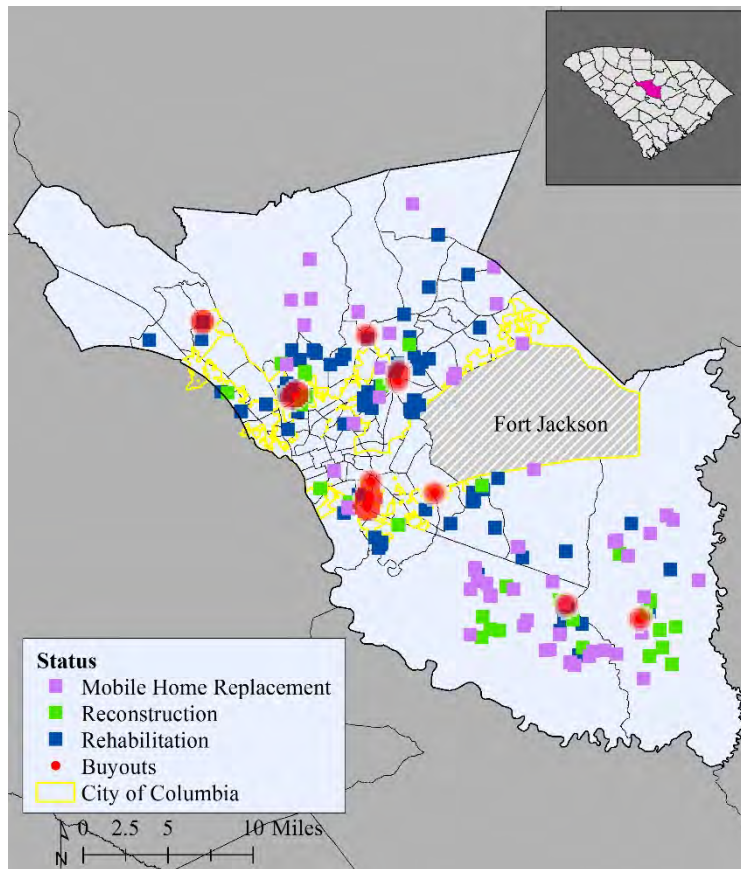 Fort Jackson
Status
Mobile Home Replacement
Reconstruction
Rehabilitation
Buyouts
City of Columbia
0 2.5 5 10 Miles
N